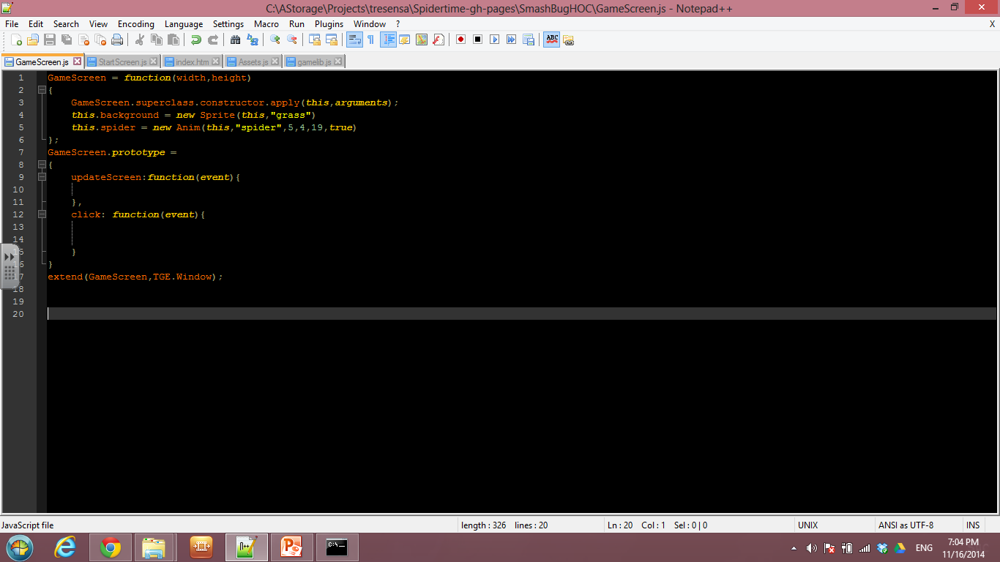 C:\AStorage\Projects\tresensa\Spidertime-gh-pages\SmashBugHOC\GameScreen.js - Notepad++
File Edit Search View Encoding Language Settings Macro Run Plugins Window ? X
ABC
GameScreen.js StartScreen.js index.htm Assets.js gamelib.js
1 GameScreen = function(width,height)
2 {
3 GameScreen.superclass.constructor.apply(this,arguments);
4 this.background = new Sprite(this,"grass")
5 this.spider = new Anim(this,"spider",5,4,19,true)
6 };
7 GameScreen.prototype =
8 {
9 updateScreen:function(event){
10
11 },
12 click: function(event){
13
14
5 }
6 }
7 extend(GameScreen,TGE.Window);
18
19
20
JavaScript file length : 326 lines : 20 Ln : 20 Col : 1 Sel : 0 | 0 UNIX ANSI as UTF-8 INS
ENG 7:04 PM
11/16/2014